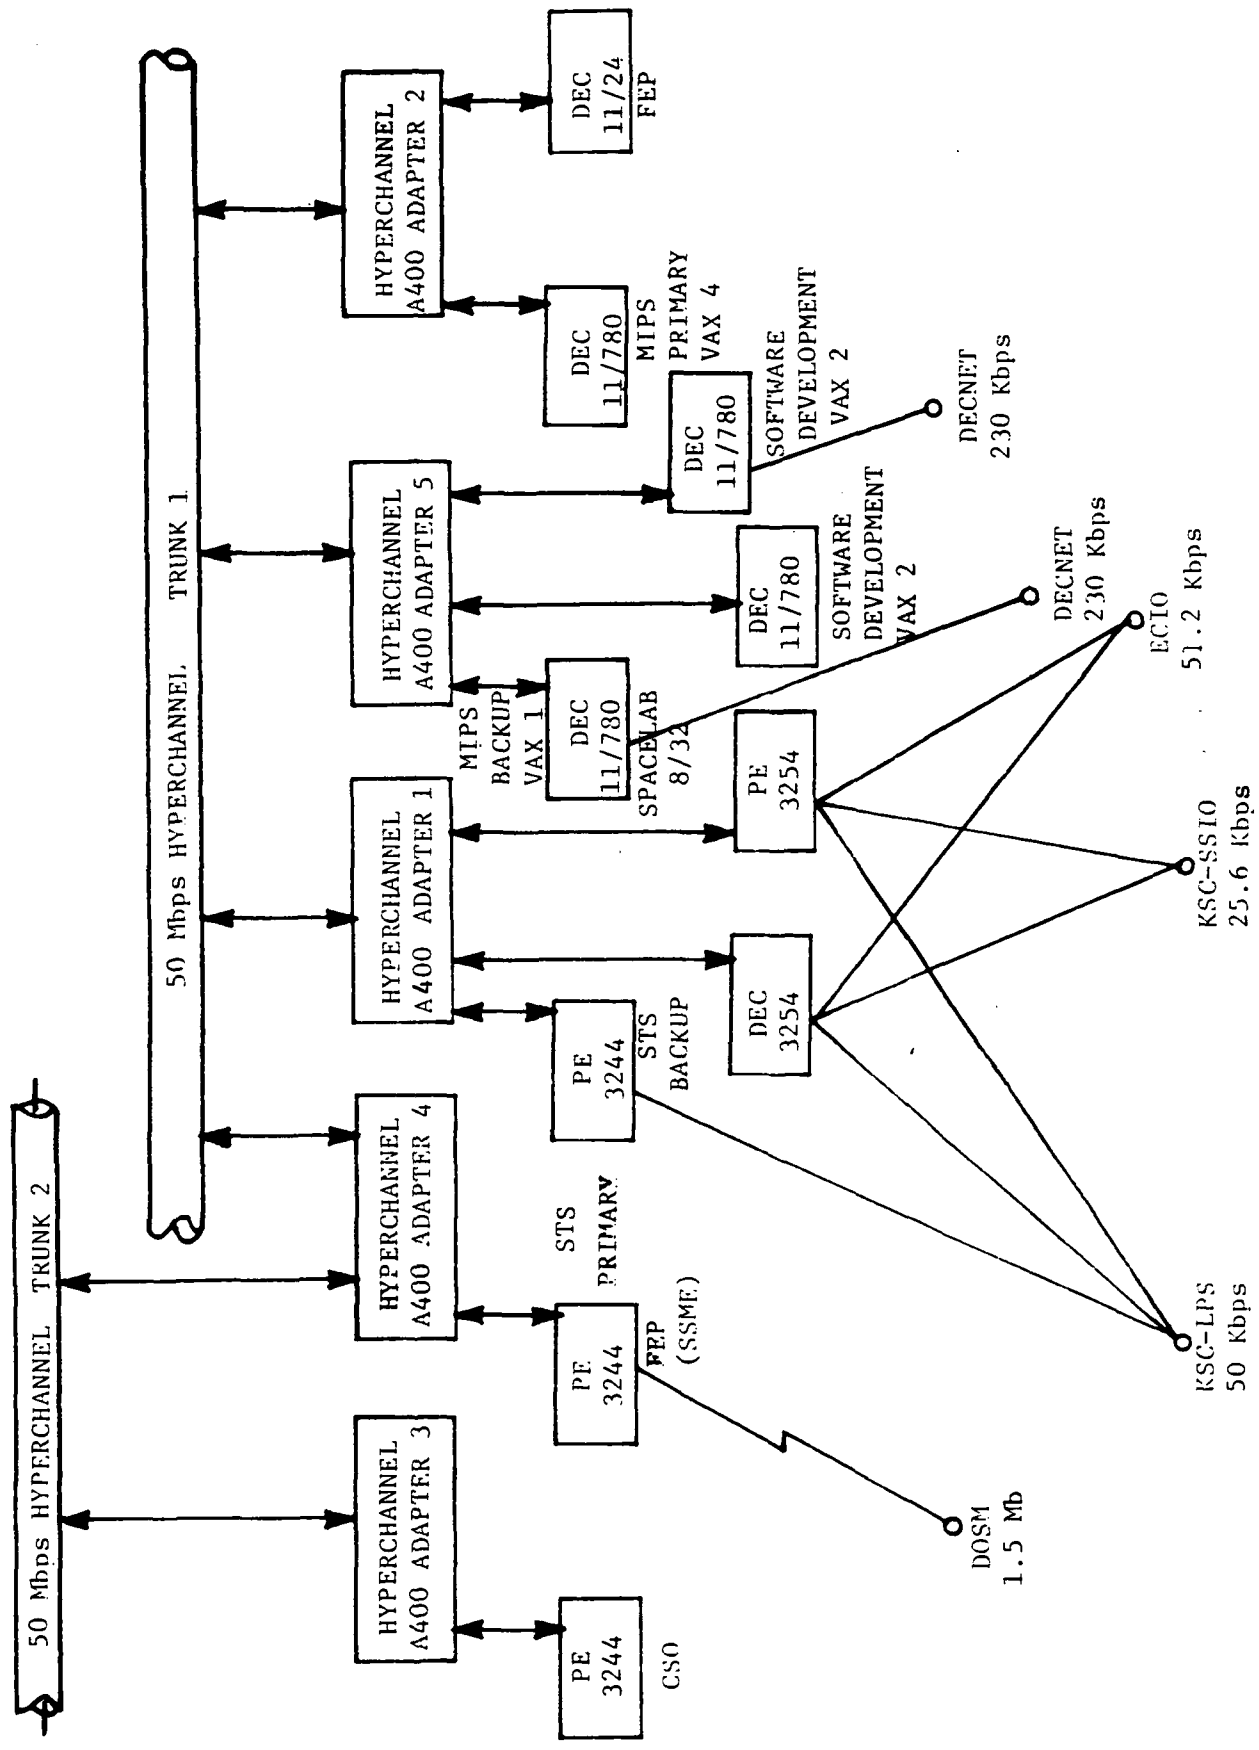 50 Mbps HYPERCHANNEL TRUNK 2
50 Mbps HYPERCHANNEL TRUNK 1
HYPERCHANNEL
A400 ADAPTER 3
HYPERCHANNEL
A400 ADAPTER 4
HYPERCHANNEL
A400 ADAPTER 1
HYPERCHANNEL
A400 ADAPTER 5
HYPERCHANNEL
A400 ADAPTER 2
PE
3244
CSO
PE
3244
FEP
(SSME)
STS
PRIMARY
PE
3244
STS
BACKUP
DEC
3254
PE
3254
MIPS
BACKUP
VAX 1
DEC
11/780
SPACELAB
8/32
DEC
11/780
SOFTWARE
DEVELOPMENT
VAX 2
DEC
11/780
SOFTWARE
DEVELOPMENT
VAX 2
DEC
11/780
MIPS
PRIMARY
VAX 4
DEC
11/24
FEP
DOSM
1.5 Mb
KSC-LPS
50 Kbps
KSC-SSIO
25.6 Kbps
ECIO
51.2 Kbps
DECNET
230 Kbps
DECNET
230 Kbps